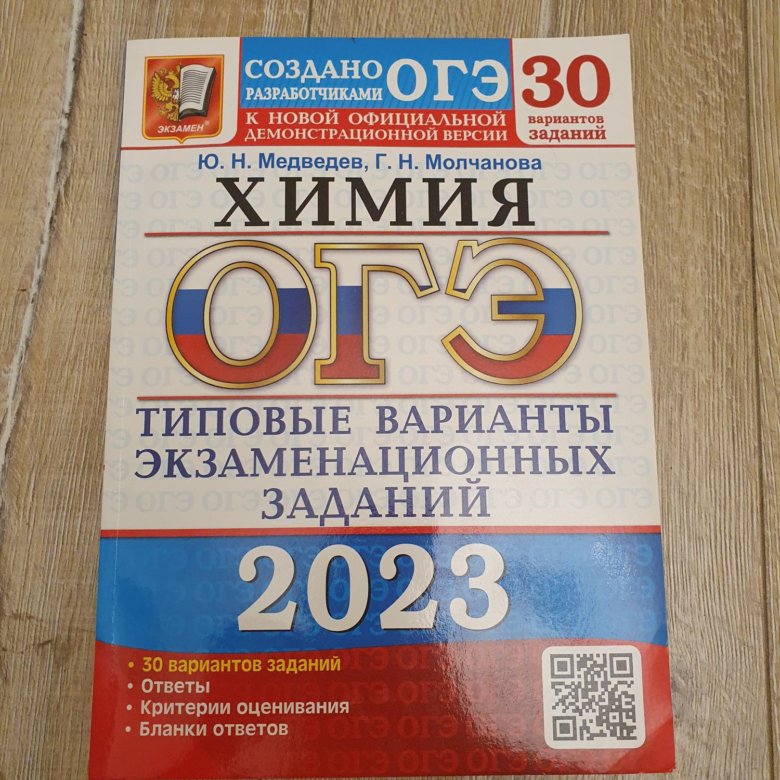 ЭКЗАМЕН®
СОЗДАНО
РАЗРАБОТЧИКАМИ ОГЭ
К НОВОЙ ОФИЦИАЛЬНОЙ
ДЕМОНСТРАЦИОННОЙ ВЕРСИИ
30
вариантов
заданий
Ю. Н. Медведев, Г. Н. Молчанова
ХИМИЯ
ОГЭ
ТИПОВЫЕ ВАРИАНТЫ
ЭКЗАМЕНАЦИОННЫХ
ЗАДАНИЙ
2023
• 30 вариантов заданий
• Ответы
• Критерии оценивания
• Бланки ответов